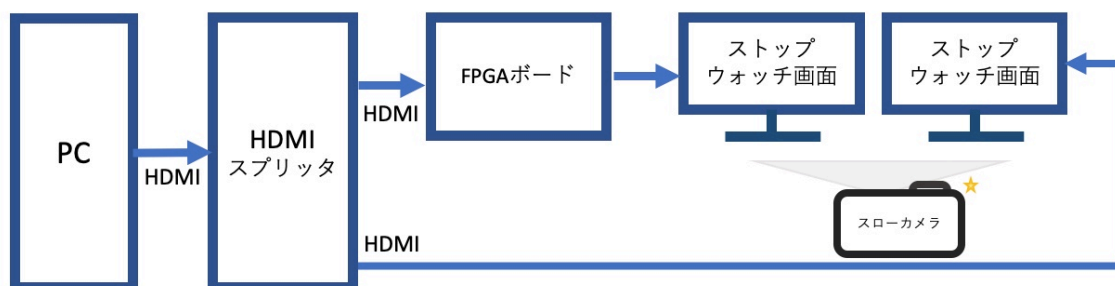 PC
HDMI
HDMI
スプリッタ
HDMI
FPGAボード
ストップ
ウォッチ画面
ストップ
ウォッチ画面
スローカメラ
HDMI